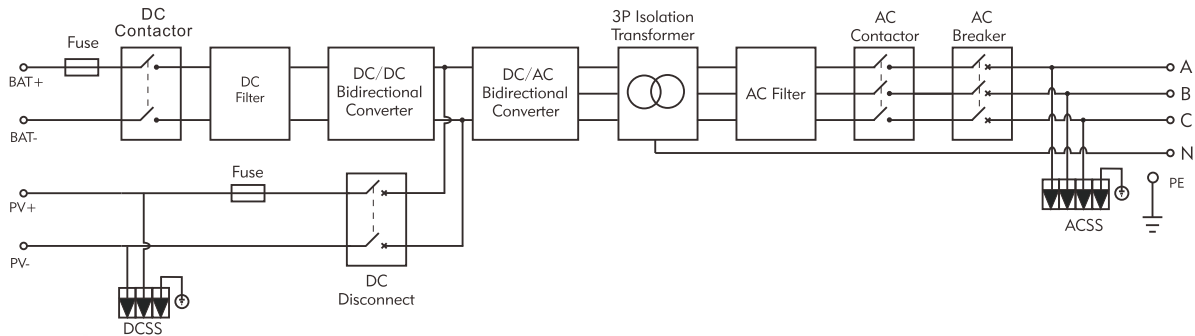 DC
Contactor
Fuse
BAT+
BAT-
DC
Filter
DC/DC
Bidirectional
Converter
DC/AC
Bidirectional
Converter
3P Isolation
Transformer
AC Filter
AC
Contactor
AC
Breaker
A
B
C
N
PE
ACSS
Fuse
PV+
PV-
DC
Disconnect
DCSS